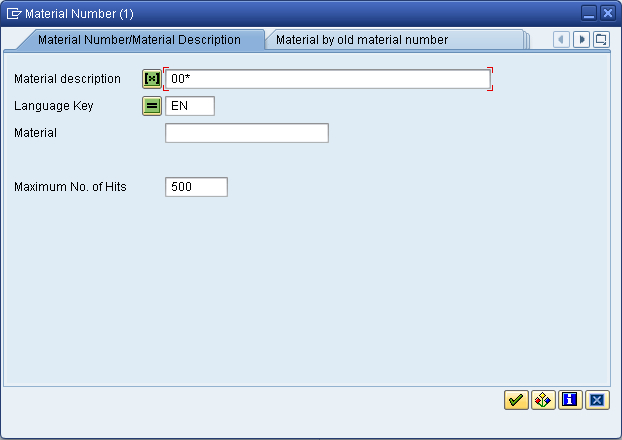 Material Number (1)
Material Number/Material Description
Material by old material number
Material description 00*
Language Key EN
Material
Maximum No. of Hits 500